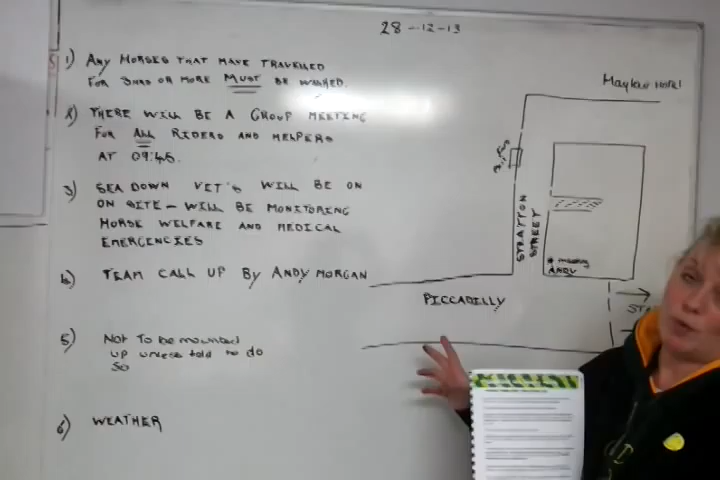 28-12-13
1) ANY HORSES THAT HAVE TRAVELLED
FOR 3HRS OR MORE MUST BE WASHED.
2) THERE WILL BE A GROUP MEETING
FOR ALL RIDERS AND HELPERS
AT 09:45.
3) SEA DOWN VET'S WILL BE ON
ON SITE - WILL BE MONITORING
HORSE WELFARE AND MEDICAL
EMERGENCIES
4) TEAM CALL UP BY ANDY MORGAN
5) NOT To be mounted
up unless told to do
So
6) WEATHER
Mayfair Hotel
STRATTON
STREET
* meeting
ANDY
PICCADILLY